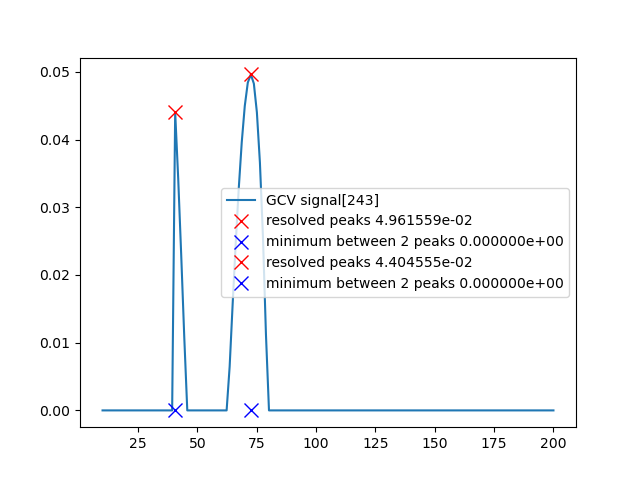 0.05
0.04
0.03
0.02
0.01
0.00
GCV signal[243]
resolved peaks 4.961559e-02
minimum between 2 peaks 0.000000e+00
resolved peaks 4.404555e-02
minimum between 2 peaks 0.000000e+00
25 50 75 100 125 150 175 200